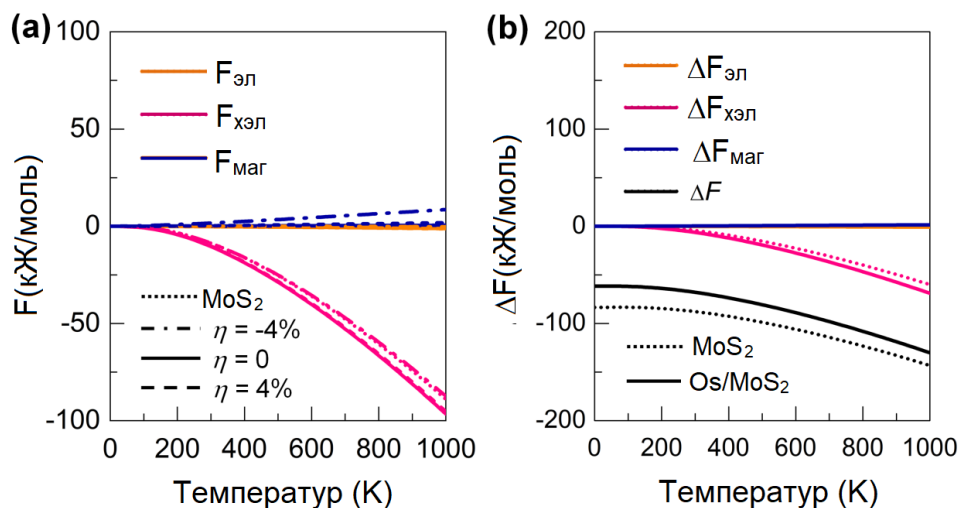 (a)
100
50
0
-50
-100
F(кЖ/моль)
Fэл
Fхэл
Fмаг
MoS₂
η = -4%
η = 0
η = 4%
0 200 400 600 800 1000
Температур (K)
(b)
200
100
0
-100
-200
ΔF(кЖ/моль)
ΔFэл
ΔFхэл
ΔFмаг
ΔF
MoS₂
Os/MoS₂
0 200 400 600 800 1000
Температур (K)